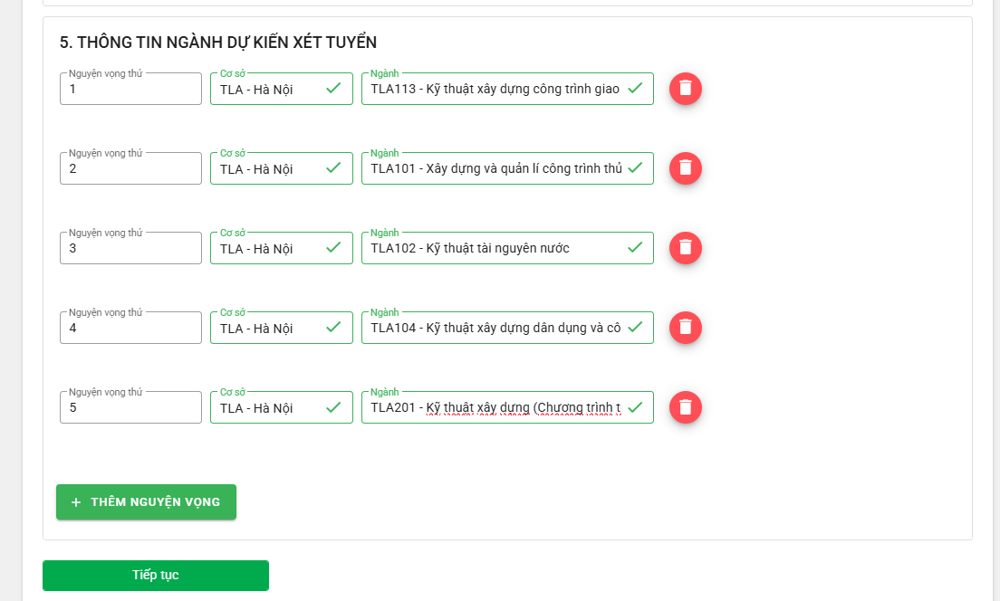 5. THÔNG TIN NGÀNH DỰ KIẾN XÉT TUYỂN
Nguyện vọng thứ Cơ sở Ngành
1 TLA - Hà Nội TLA113 - Kỹ thuật xây dựng công trình giao
Nguyện vọng thứ Cơ sở Ngành
2 TLA - Hà Nội TLA101 - Xây dựng và quản lí công trình thủ
Nguyện vọng thứ Cơ sở Ngành
3 TLA - Hà Nội TLA102 - Kỹ thuật tài nguyên nước
Nguyện vọng thứ Cơ sở Ngành
4 TLA - Hà Nội TLA104 - Kỹ thuật xây dựng dân dụng và cô
Nguyện vọng thứ Cơ sở Ngành
5 TLA - Hà Nội TLA201 - Kỹ thuật xây dựng (Chương trình t
+ THÊM NGUYỆN VỌNG
Tiếp tục